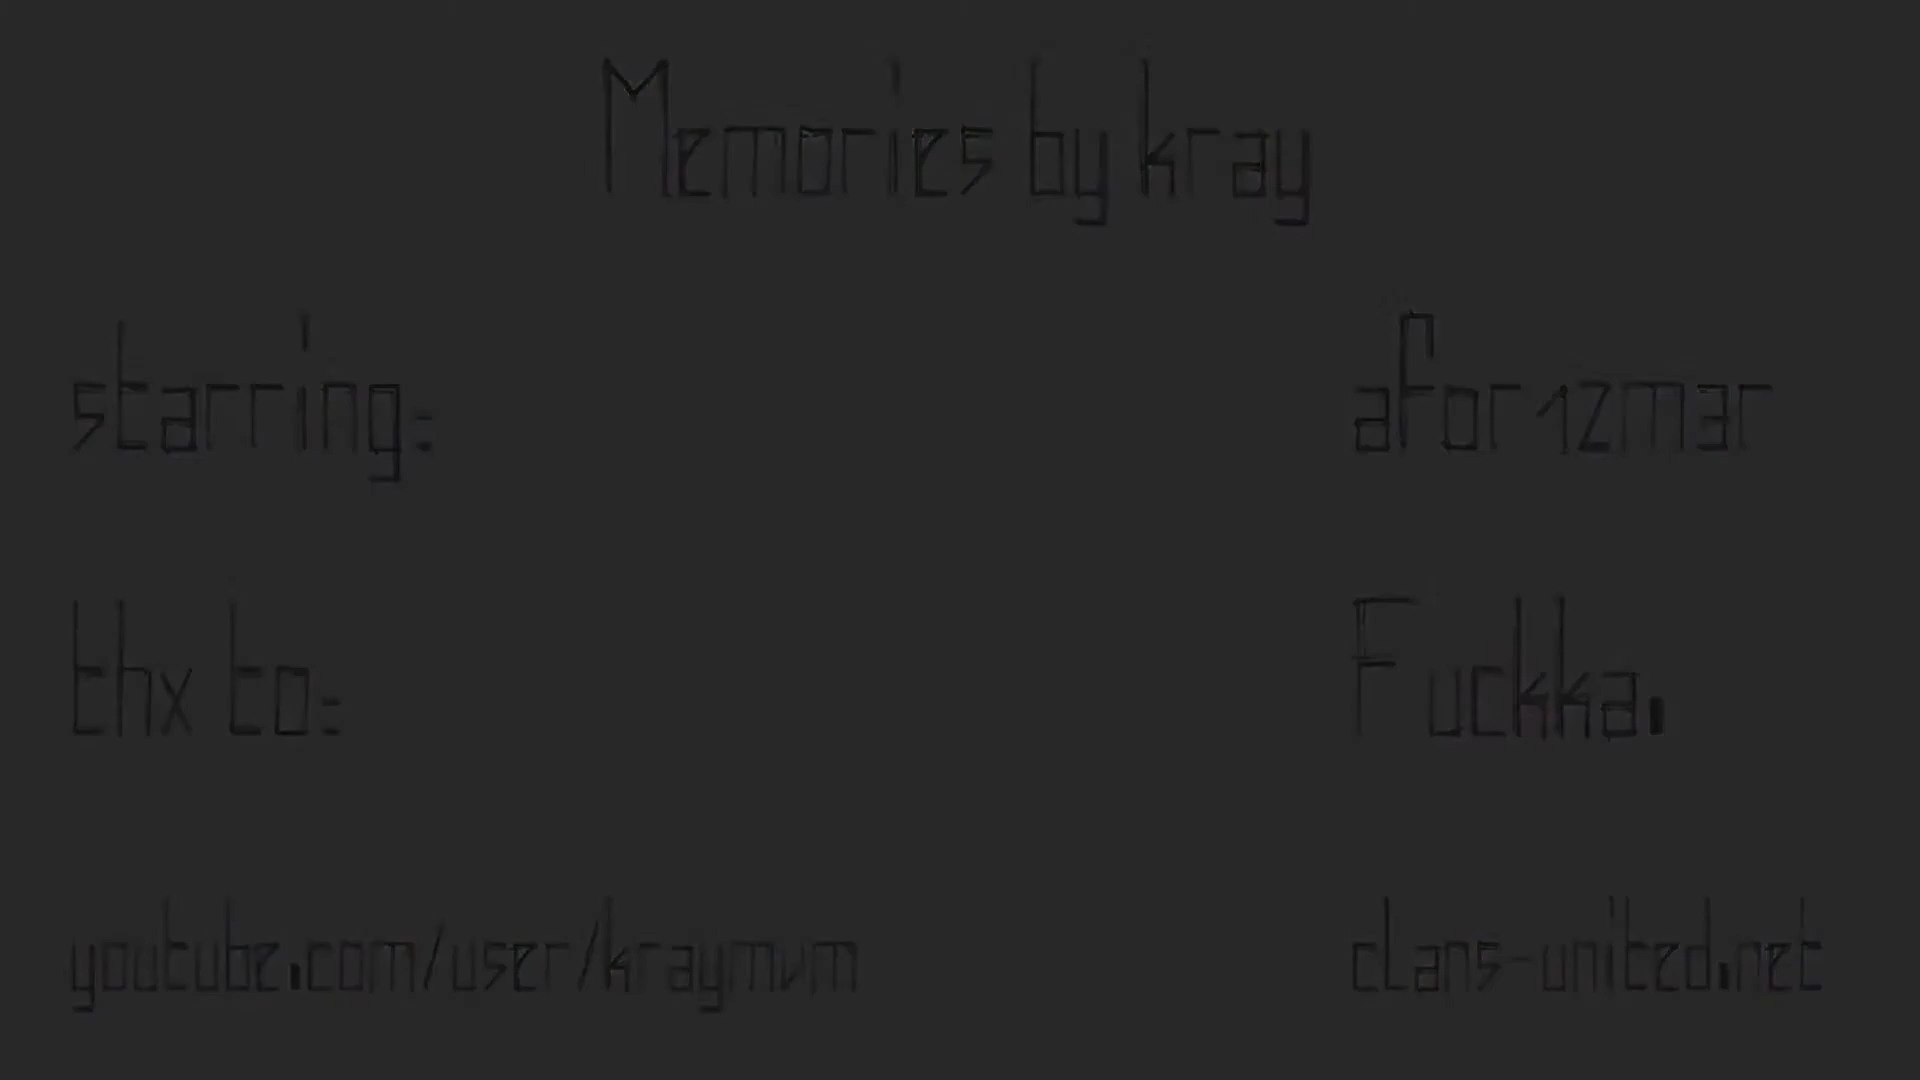 Memories by kray
starring: afor1zm3r
thx to: Fuckka.
youtube.com/user/kraymvm clans-united.net